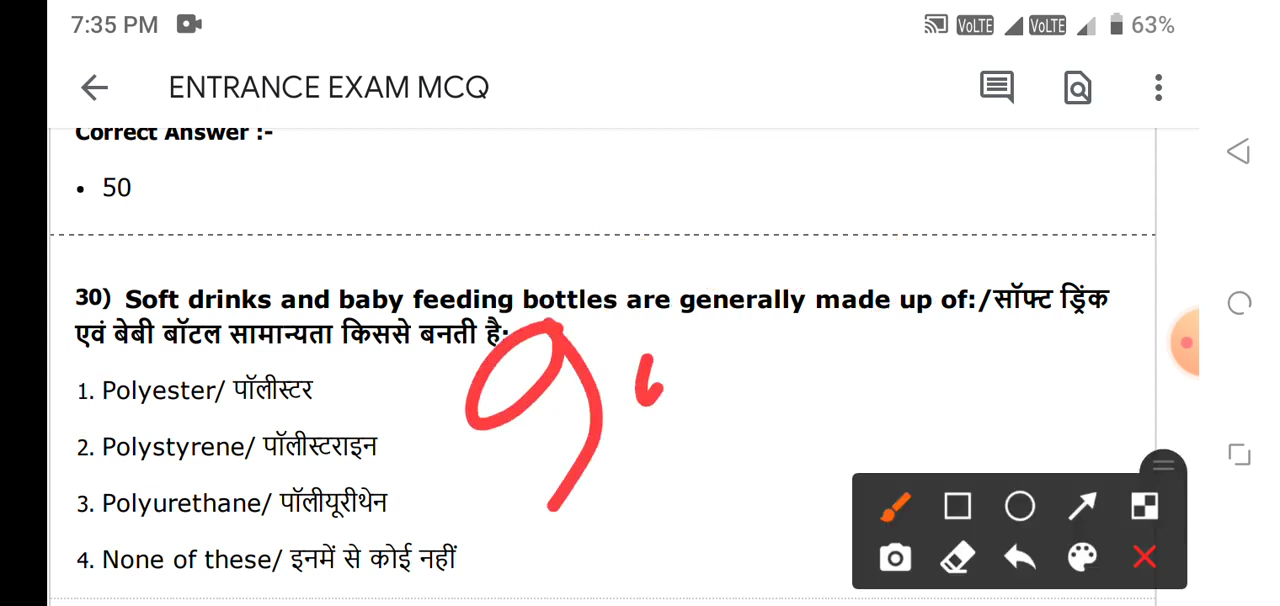 7:35 PM VoLTE VoLTE 63%
ENTRANCE EXAM MCQ
Correct Answer :-
• 50
30) Soft drinks and baby feeding bottles are generally made up of:/सॉफ्ट ड्रिंक
एवं बेबी बॉटल सामान्यता किससे बनती है:
1. Polyester/ पॉलीस्टर
2. Polystyrene/ पॉलीस्टराइन
3. Polyurethane/ पॉलीयूरीथेन
4. None of these/ इनमें से कोई नहीं